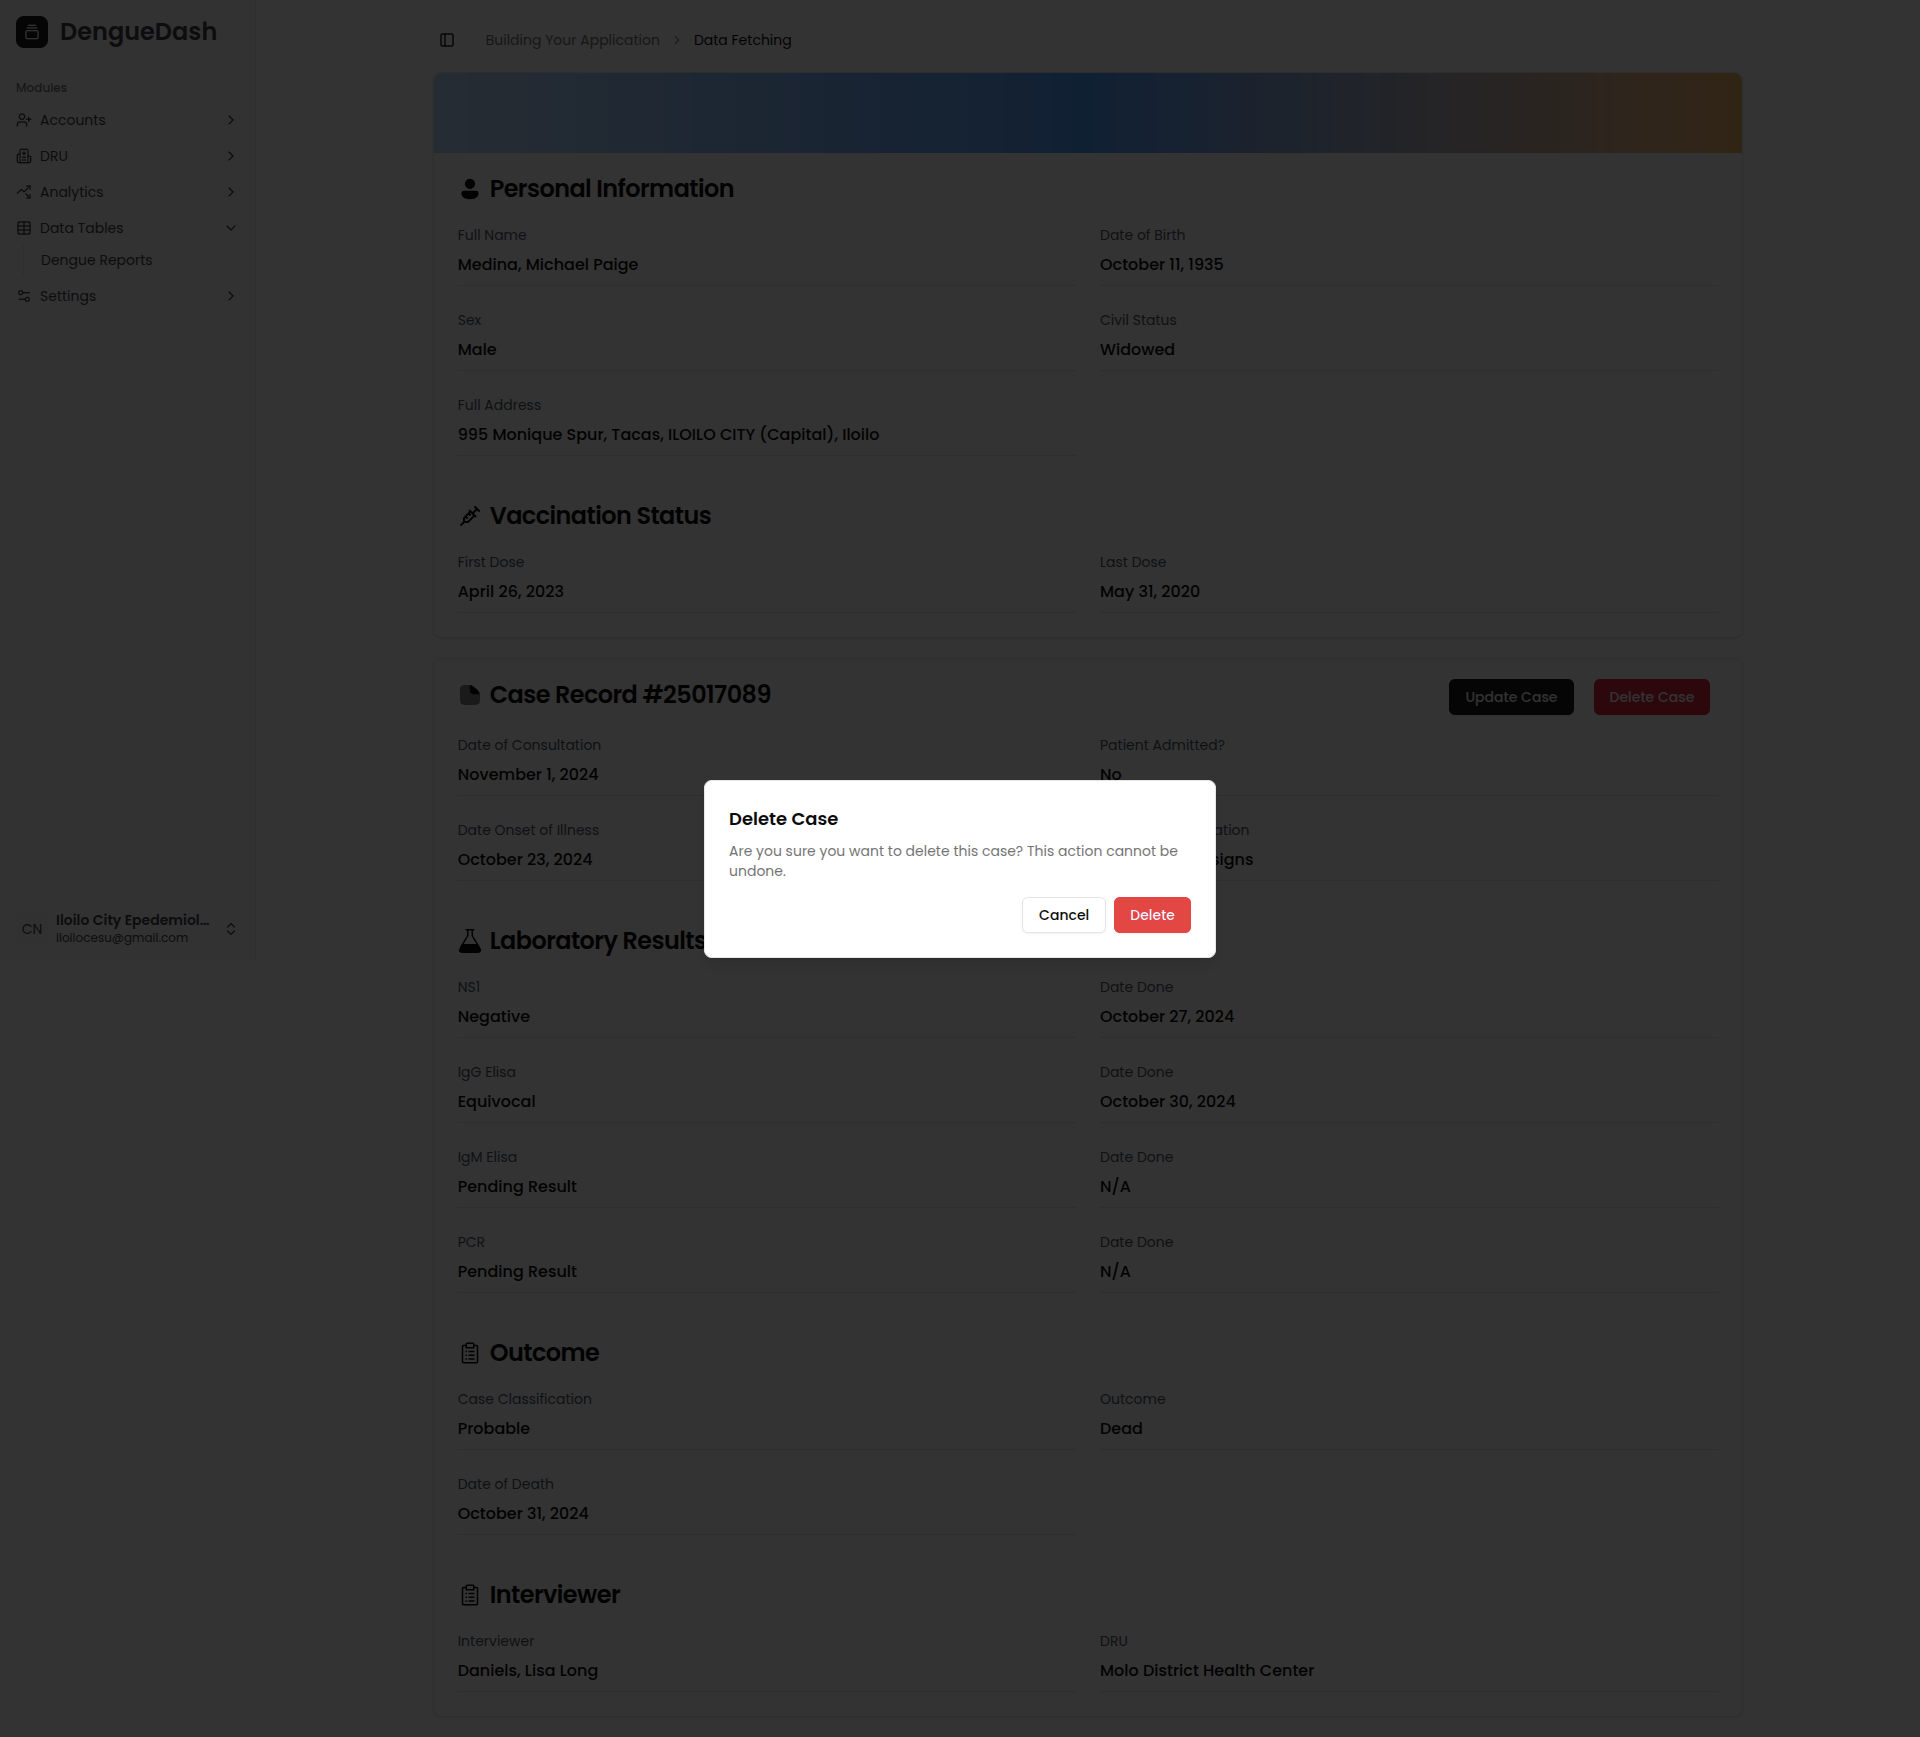 DengueDash
Modules
Accounts
DRU
Analytics
Data Tables
Dengue Reports
Settings
CN
Iloilo City Epedemiol...
iloilocesu@gmail.com
Building Your Application > Data Fetching
Personal Information
Full Name
Medina, Michael Paige
Date of Birth
October 11, 1935
Sex
Male
Civil Status
Widowed
Full Address
995 Monique Spur, Tacas, ILOILO CITY (Capital), Iloilo
Vaccination Status
First Dose
April 26, 2023
Last Dose
May 31, 2020
Case Record #25017089
Update Case
Delete Case
Date of Consultation
November 1, 2024
Patient Admitted?
No
Date Onset of Illness
October 23, 2024
Delete Case
Are you sure you want to delete this case? This action cannot be
undone.
Cancel
Delete
Laboratory Results
NS1
Negative
Date Done
October 27, 2024
IgG Elisa
Equivocal
Date Done
October 30, 2024
IgM Elisa
Pending Result
Date Done
N/A
PCR
Pending Result
Date Done
N/A
Outcome
Case Classification
Probable
Outcome
Dead
Date of Death
October 31, 2024
Interviewer
Interviewer
Daniels, Lisa Long
DRU
Molo District Health Center